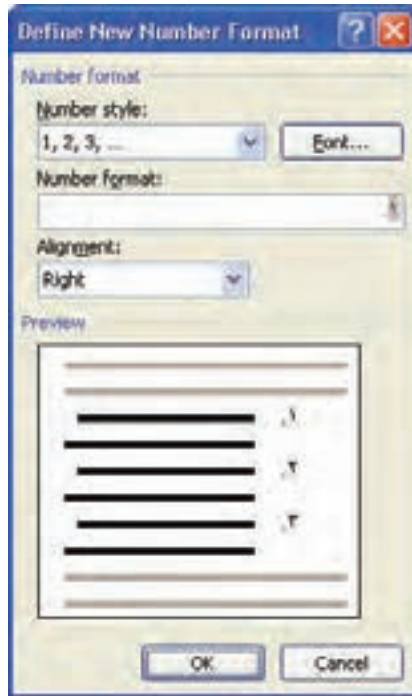 Define New Number Format
Number format
Number style:
1, 2, 3, ...
Font...
Number format:
Alignment:
Right
Preview
.۱
.۲
.۳
OK
Cancel